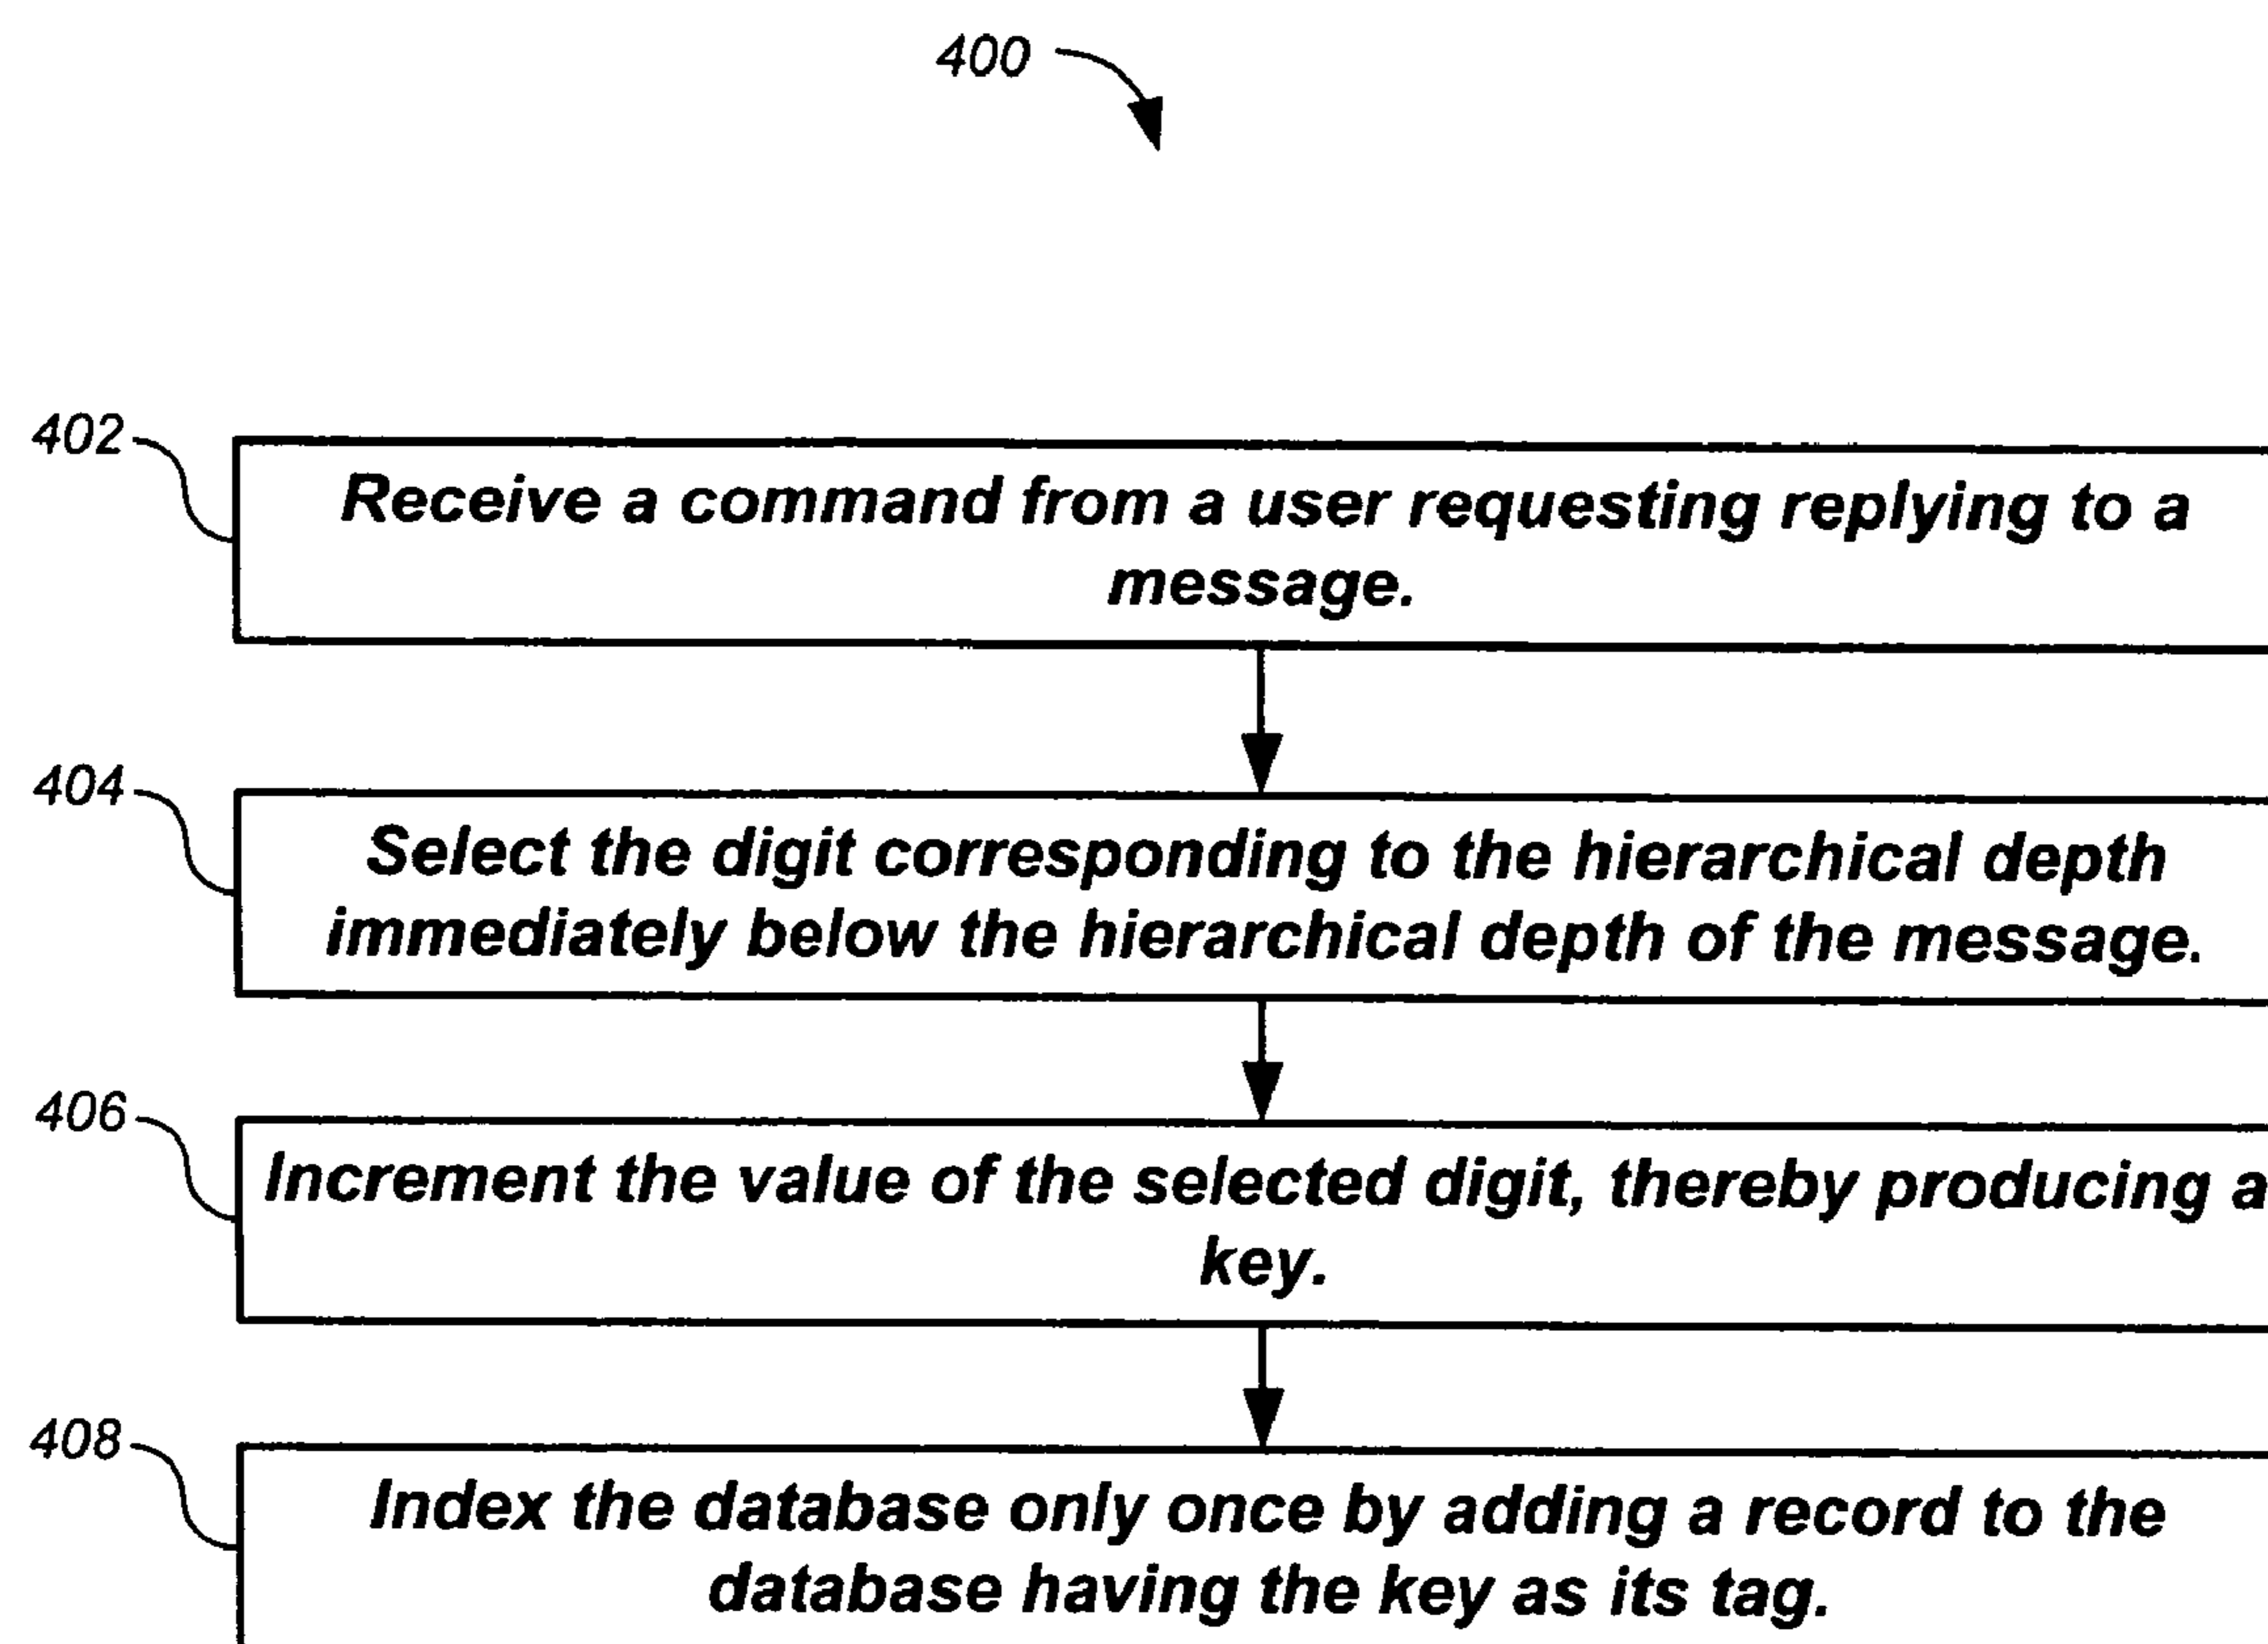 400
402
Receive a command from a user requesting replying to a
message.
404
Select the digit corresponding to the hierarchical depth
immediately below the hierarchical depth of the message.
406
Increment the value of the selected digit, thereby producing a
key.
408
Index the database only once by adding a record to the
database having the key as its tag.